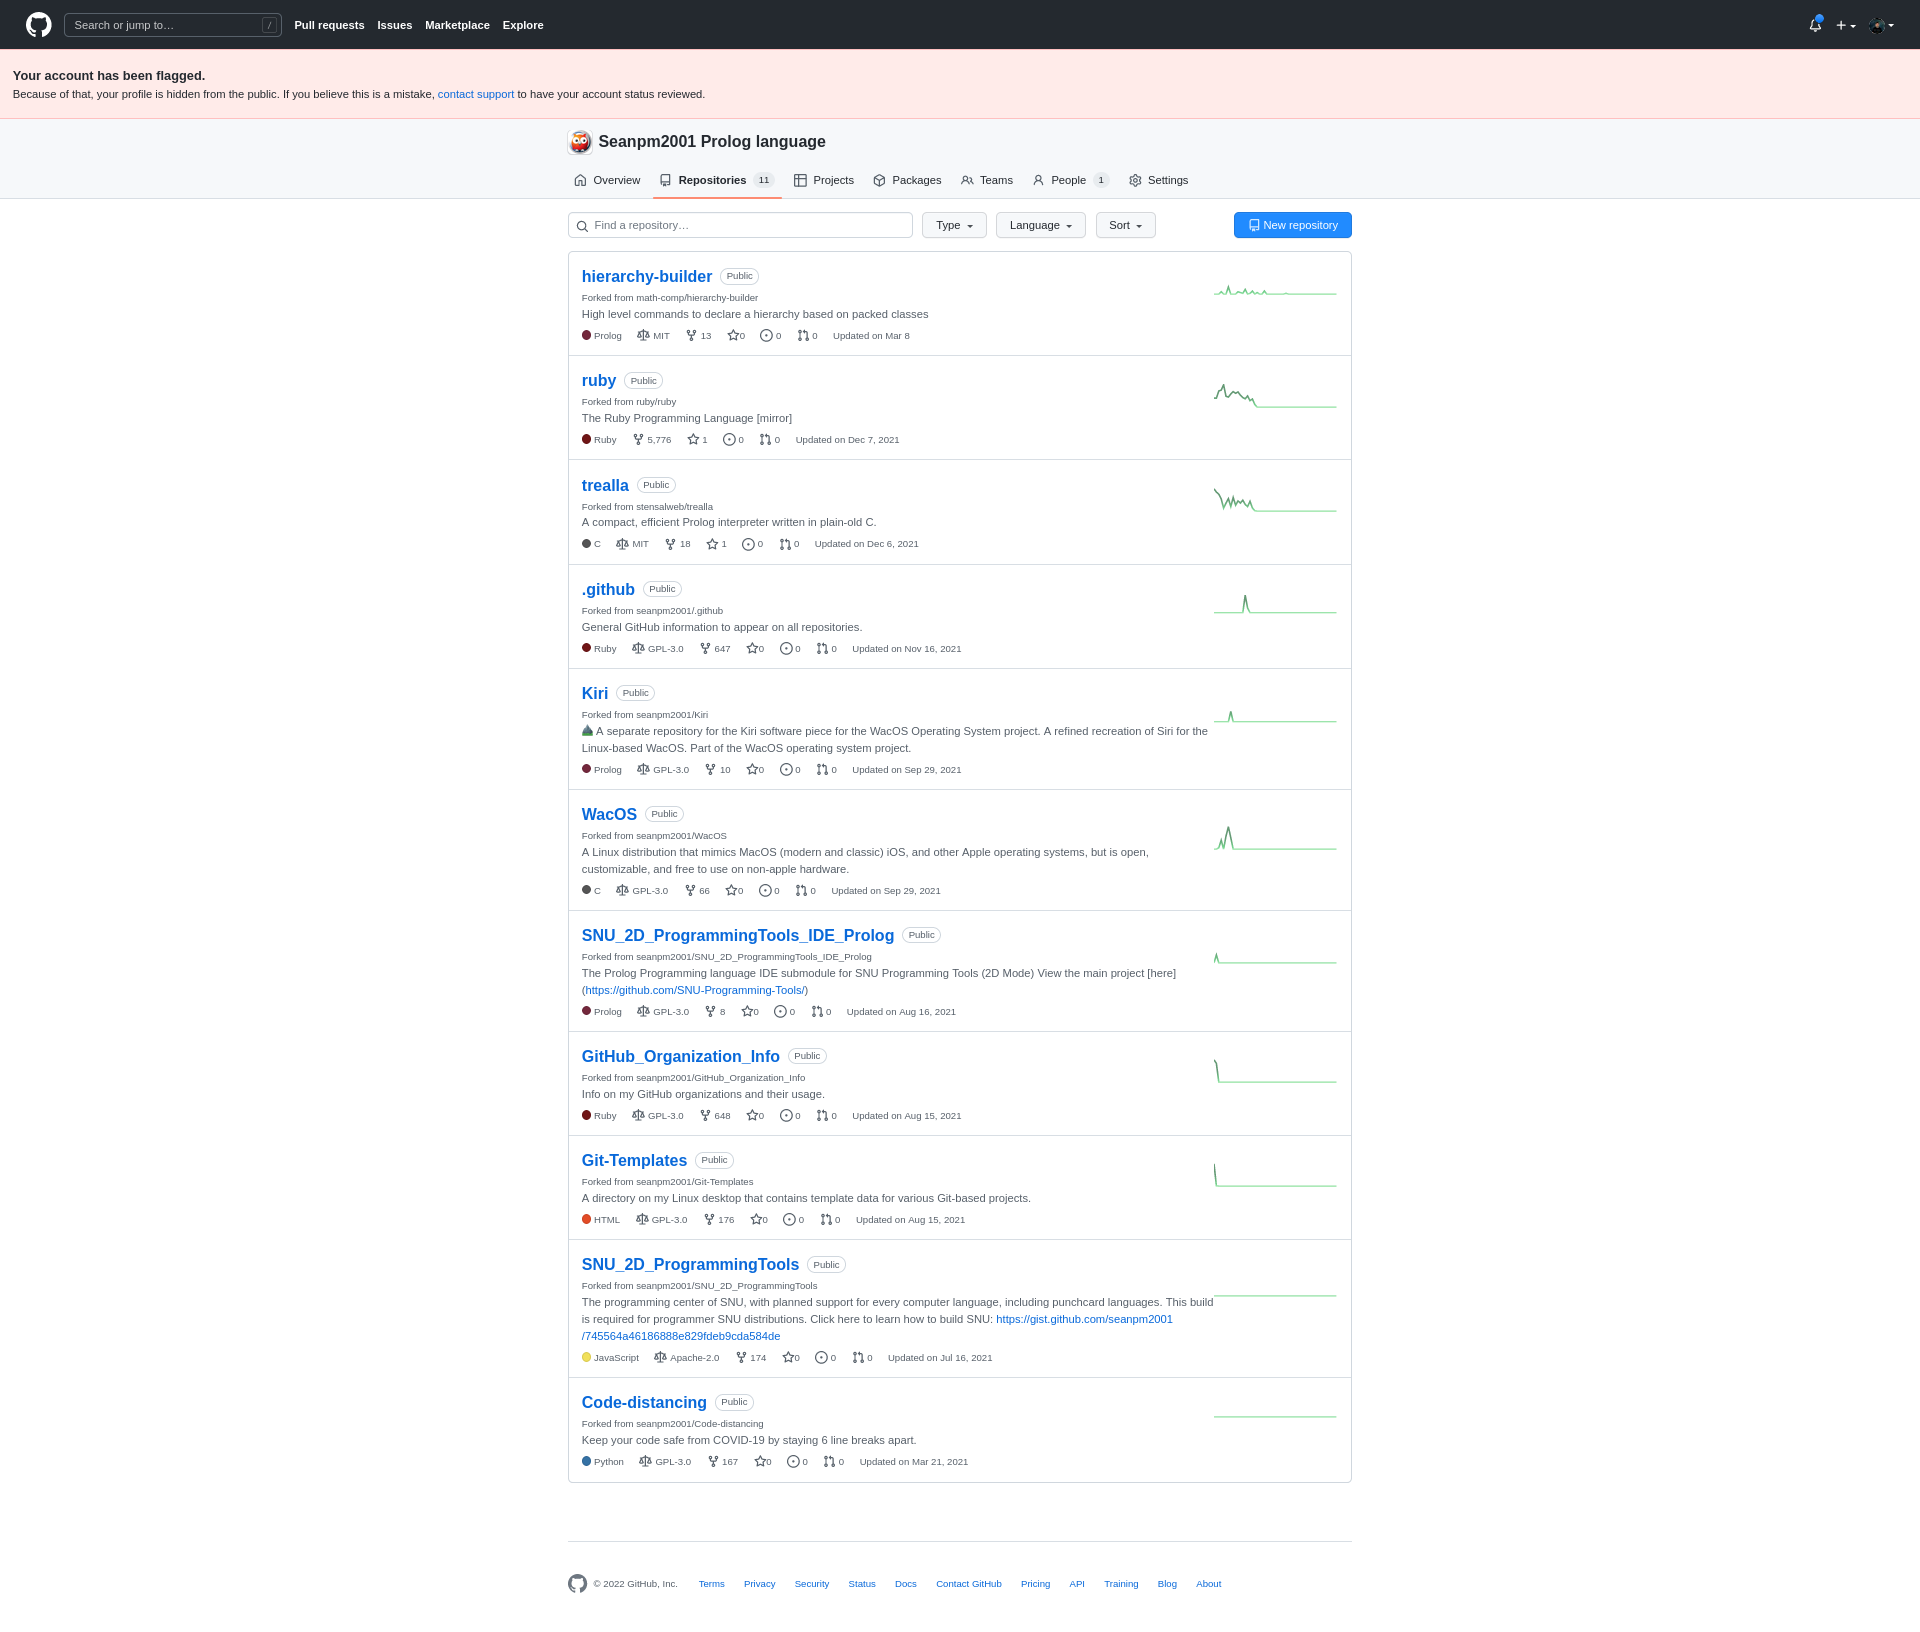 Search or jump to… /
Pull requests Issues Marketplace Explore
Your account has been flagged.
Because of that, your profile is hidden from the public. If you believe this is a mistake, contact support to have your account status reviewed.
Seanpm2001 Prolog language
Overview Repositories 11 Projects Packages Teams People 1 Settings
Find a repository… Type Language Sort New repository
hierarchy-builder Public
Forked from math-comp/hierarchy-builder
High level commands to declare a hierarchy based on packed classes
Prolog MIT 13 0 0 0 Updated on Mar 8
ruby Public
Forked from ruby/ruby
The Ruby Programming Language [mirror]
Ruby 5,776 1 0 0 Updated on Dec 7, 2021
trealla Public
Forked from stensalweb/trealla
A compact, efficient Prolog interpreter written in plain-old C.
C MIT 18 1 0 0 Updated on Dec 6, 2021
.github Public
Forked from seanpm2001/.github
General GitHub information to appear on all repositories.
Ruby GPL-3.0 647 0 0 0 Updated on Nov 16, 2021
Kiri Public
Forked from seanpm2001/Kiri
A separate repository for the Kiri software piece for the WacOS Operating System project. A refined recreation of Siri for the
Linux-based WacOS. Part of the WacOS operating system project.
Prolog GPL-3.0 10 0 0 0 Updated on Sep 29, 2021
WacOS Public
Forked from seanpm2001/WacOS
A Linux distribution that mimics MacOS (modern and classic) iOS, and other Apple operating systems, but is open,
customizable, and free to use on non-apple hardware.
C GPL-3.0 66 0 0 0 Updated on Sep 29, 2021
SNU_2D_ProgrammingTools_IDE_Prolog Public
Forked from seanpm2001/SNU_2D_ProgrammingTools_IDE_Prolog
The Prolog Programming language IDE submodule for SNU Programming Tools (2D Mode) View the main project [here]
(https://github.com/SNU-Programming-Tools/)
Prolog GPL-3.0 8 0 0 0 Updated on Aug 16, 2021
GitHub_Organization_Info Public
Forked from seanpm2001/GitHub_Organization_Info
Info on my GitHub organizations and their usage.
Ruby GPL-3.0 648 0 0 0 Updated on Aug 15, 2021
Git-Templates Public
Forked from seanpm2001/Git-Templates
A directory on my Linux desktop that contains template data for various Git-based projects.
HTML GPL-3.0 176 0 0 0 Updated on Aug 15, 2021
SNU_2D_ProgrammingTools Public
Forked from seanpm2001/SNU_2D_ProgrammingTools
The programming center of SNU, with planned support for every computer language, including punchcard languages. This build
is required for programmer SNU distributions. Click here to learn how to build SNU: https://gist.github.com/seanpm2001
/745564a46186888e829fdeb9cda584de
JavaScript Apache-2.0 174 0 0 0 Updated on Jul 16, 2021
Code-distancing Public
Forked from seanpm2001/Code-distancing
Keep your code safe from COVID-19 by staying 6 line breaks apart.
Python GPL-3.0 167 0 0 0 Updated on Mar 21, 2021
© 2022 GitHub, Inc. Terms Privacy Security Status Docs Contact GitHub Pricing API Training Blog About